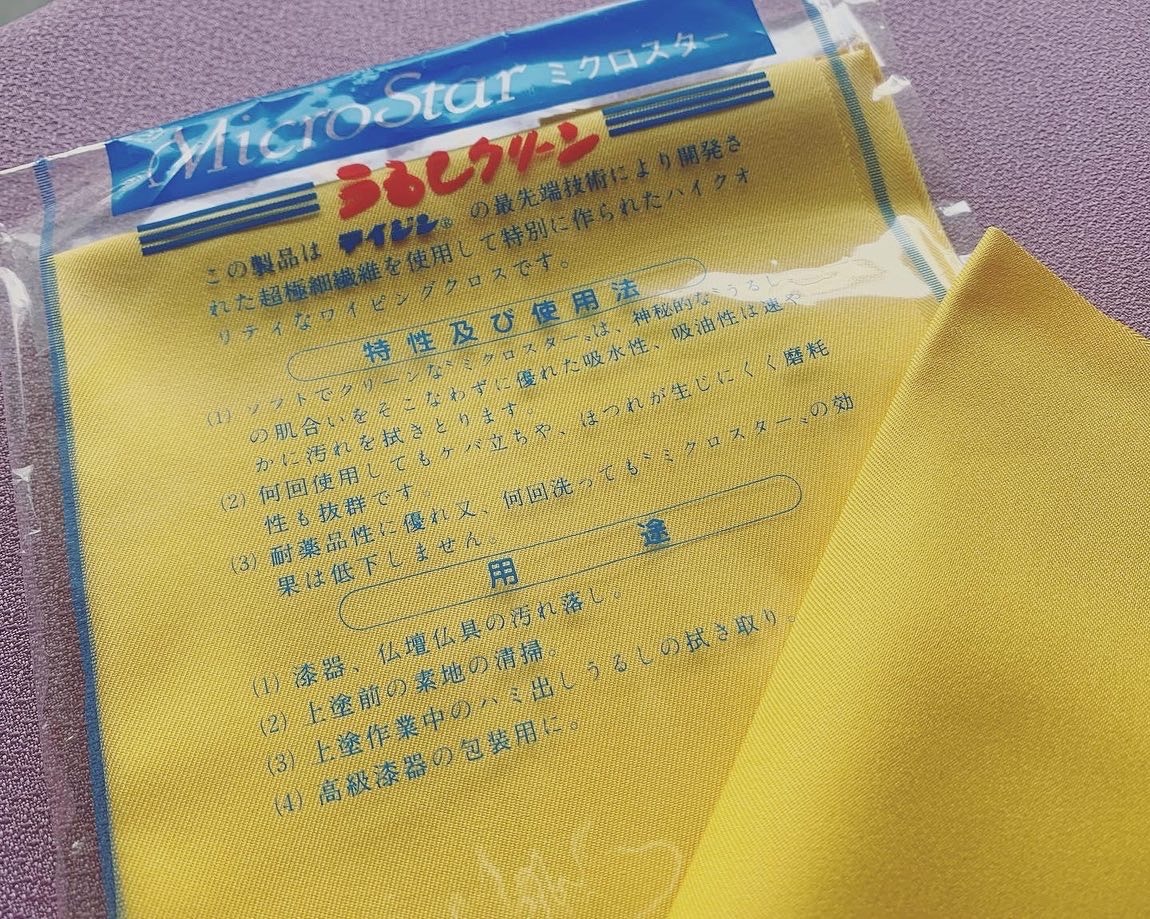 MicroStar ミクロスター
うるしクリーン
この製品は テイジン® の最先端技術により開発さ
れた超極細繊維を使用して特別に作られたハイクオ
リティなワイピングクロスです。
特性及び使用法
(1) ソフトでクリーンな〝ミクロスター〟は、神秘的な〝うるし〟
の肌合いをそこなわずに優れた吸水性、吸油性は速や
かに汚れを拭きとります。
(2) 何回使用してもケバ立ちや、ほつれが生じにくく磨耗
性も抜群です。
(3) 耐薬品性に優れ又、何回洗っても〝ミクロスター〟の効
果は低下しません。
用途
(1) 漆器、仏壇仏具の汚れ落し。
(2) 上塗前の素地の清掃。
(3) 上塗作業中のハミ出しうるしの拭き取り。
(4) 高級漆器の包装用に。